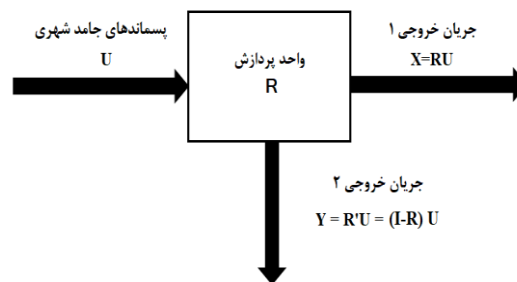 پسماندهای جامد شهری
U
واحد پردازش
R
جریان خروجی ۱
X=RU
جریان خروجی ۲
Y = R'U = (I-R) U